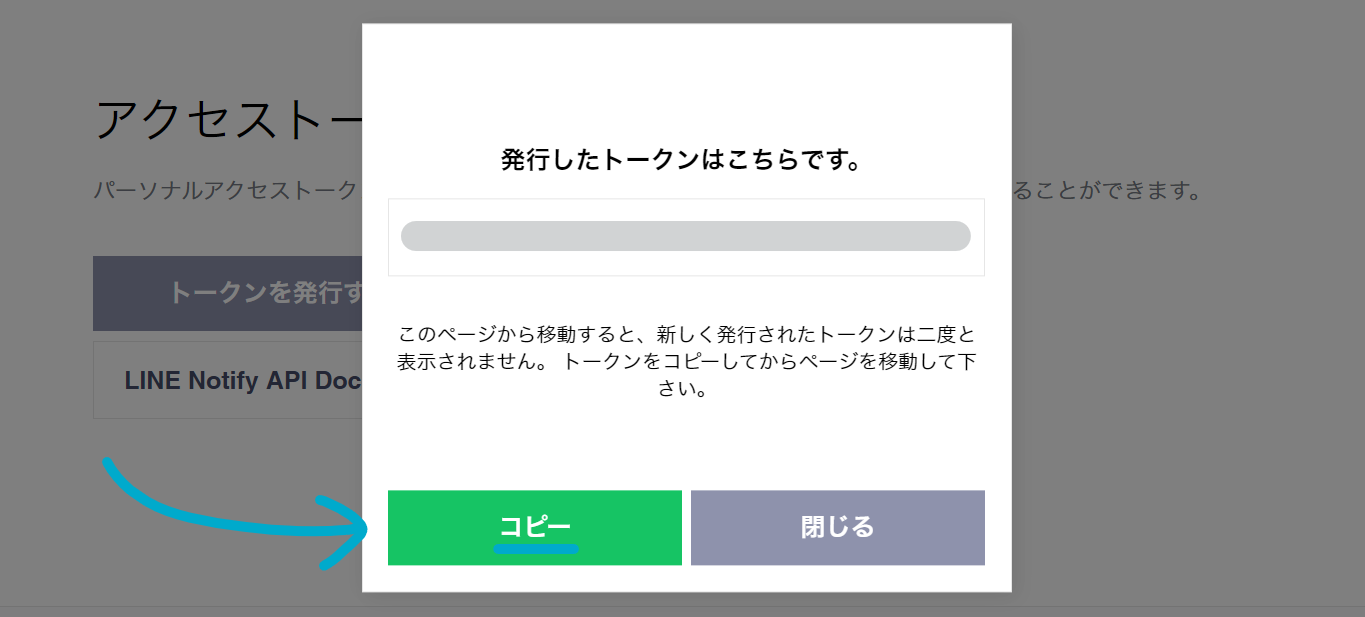 アクセストー
パーソナルアクセストーク
ることができます。
トークンを発行す
LINE Notify API Doc
発行したトークンはこちらです。
このページから移動すると、新しく発行されたトークンは二度と
表示されません。 トークンをコピーしてからページを移動して下
さい。
コピー
閉じる